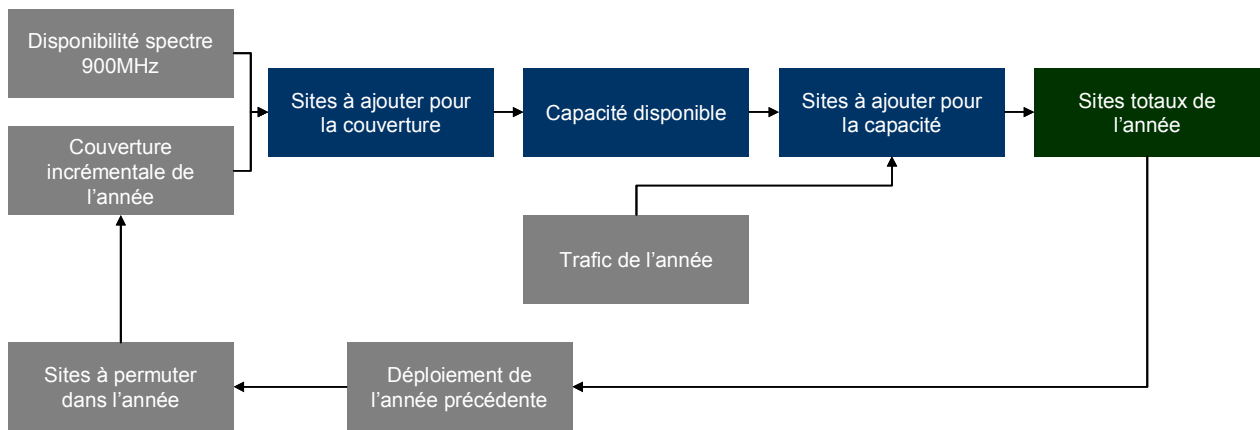 Disponibilité spectre
900MHz
Couverture
incrémentale de
l’année
Sites à ajouter pour
la couverture
Capacité disponible
Sites à ajouter pour
la capacité
Sites totaux de
l’année
Trafic de l’année
Sites à permuter
dans l’année
Déploiement de
l’année précédente